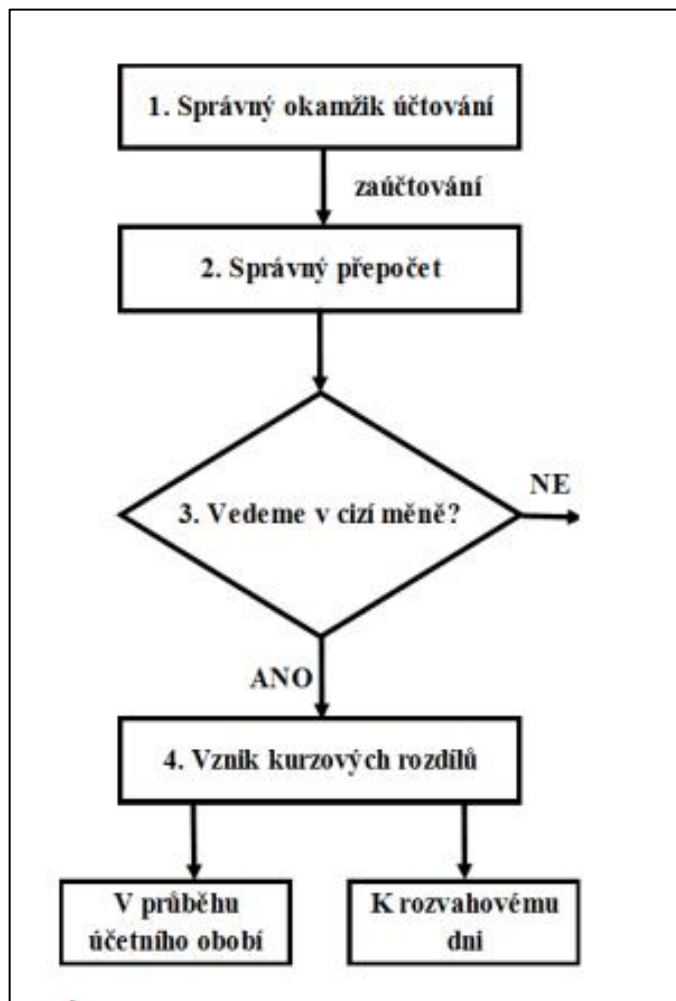 1. Správný okamžik účtování
zaúčtování
2. Správný přepočet
3. Vedeme v cizí měně?
NE
ANO
4. Vznik kurzových rozdílů
V průběhu
účetního obobí
K rozvahovému
dni